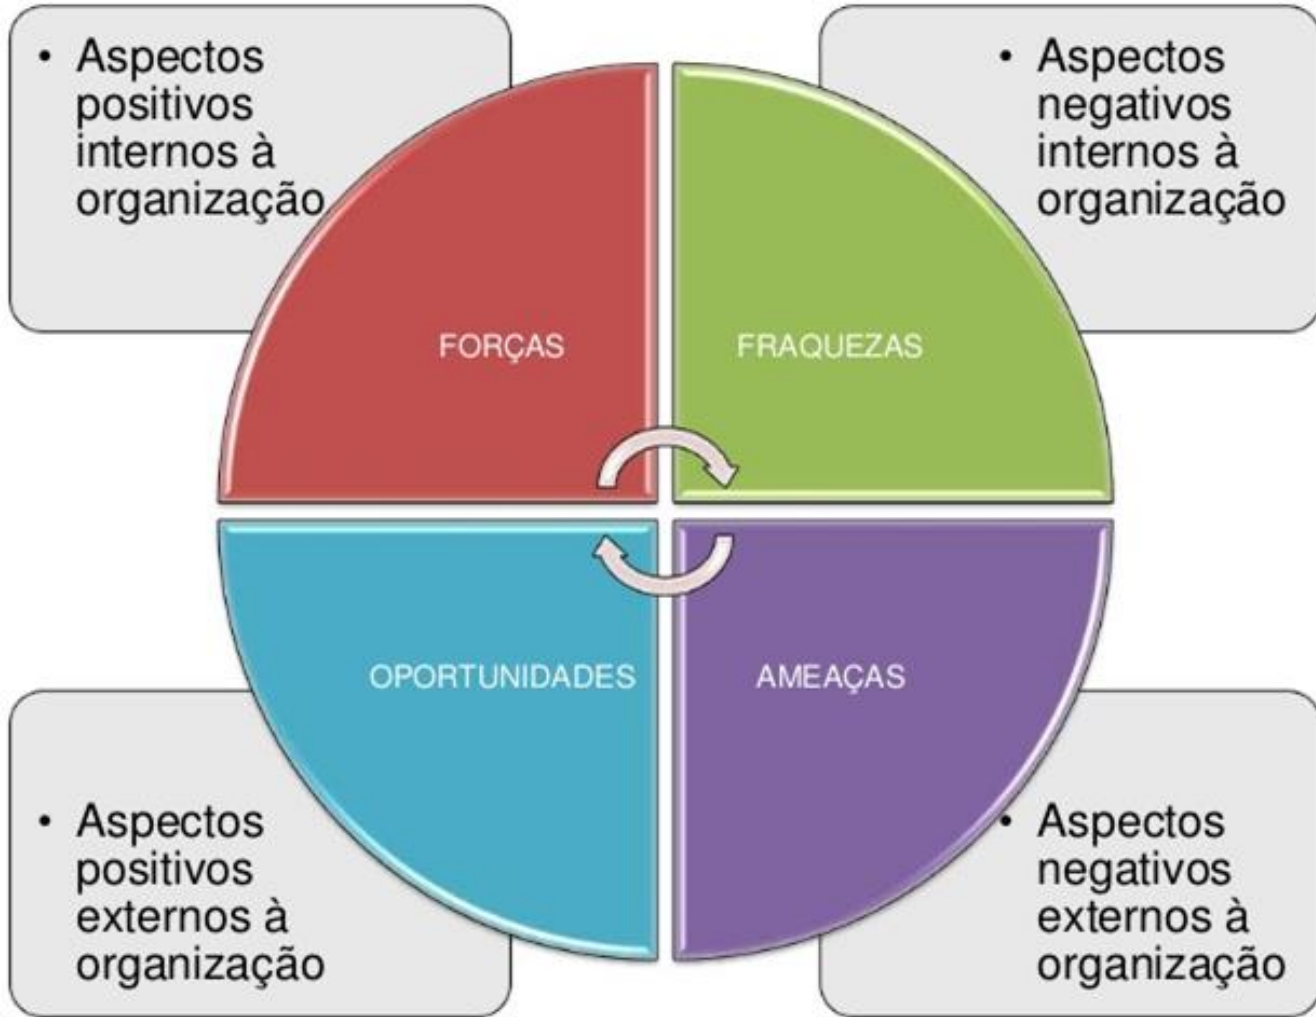 • Aspectos
positivos
internos à
organização
• Aspectos
negativos
internos à
organização
FORÇAS
FRAQUEZAS
OPORTUNIDADES
AMEAÇAS
• Aspectos
positivos
externos à
organização
• Aspectos
negativos
externos à
organização